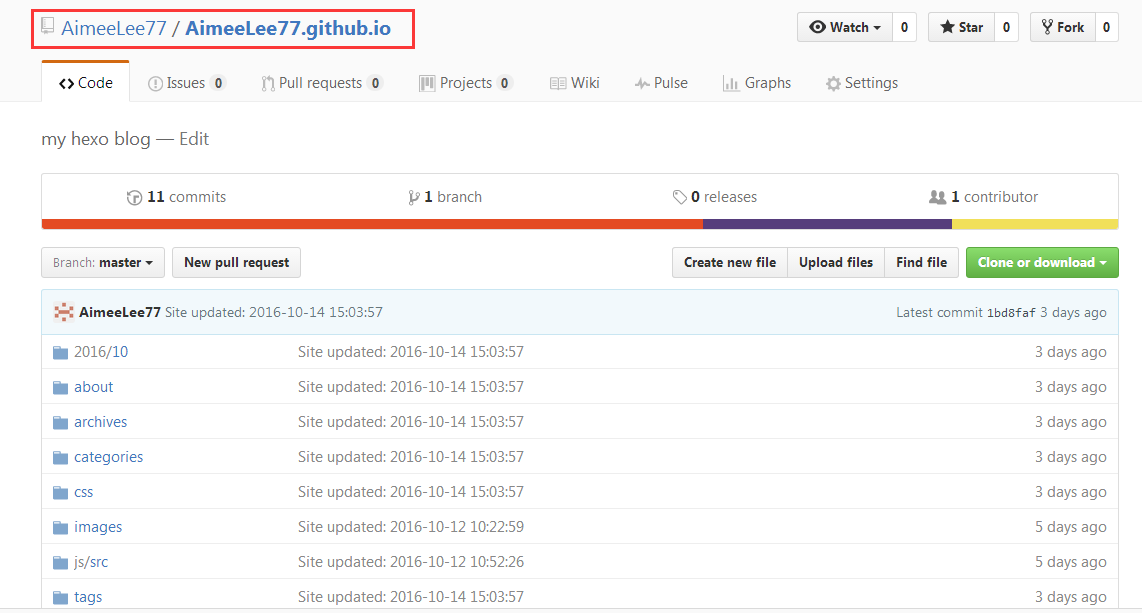 AimeeLee77 / AimeeLee77.github.io
Watch 0 Star 0 Fork 0
Code Issues 0 Pull requests 0 Projects 0 Wiki Pulse Graphs Settings
my hexo blog — Edit
11 commits 1 branch 0 releases 1 contributor
Branch: master New pull request Create new file Upload files Find file Clone or download
AimeeLee77 Site updated: 2016-10-14 15:03:57 Latest commit 1bd8faf 3 days ago
2016/10 Site updated: 2016-10-14 15:03:57 3 days ago
about Site updated: 2016-10-14 15:03:57 3 days ago
archives Site updated: 2016-10-14 15:03:57 3 days ago
categories Site updated: 2016-10-14 15:03:57 3 days ago
css Site updated: 2016-10-14 15:03:57 3 days ago
images Site updated: 2016-10-12 10:22:59 5 days ago
js/src Site updated: 2016-10-12 10:52:26 5 days ago
tags Site updated: 2016-10-14 15:03:57 3 days ago